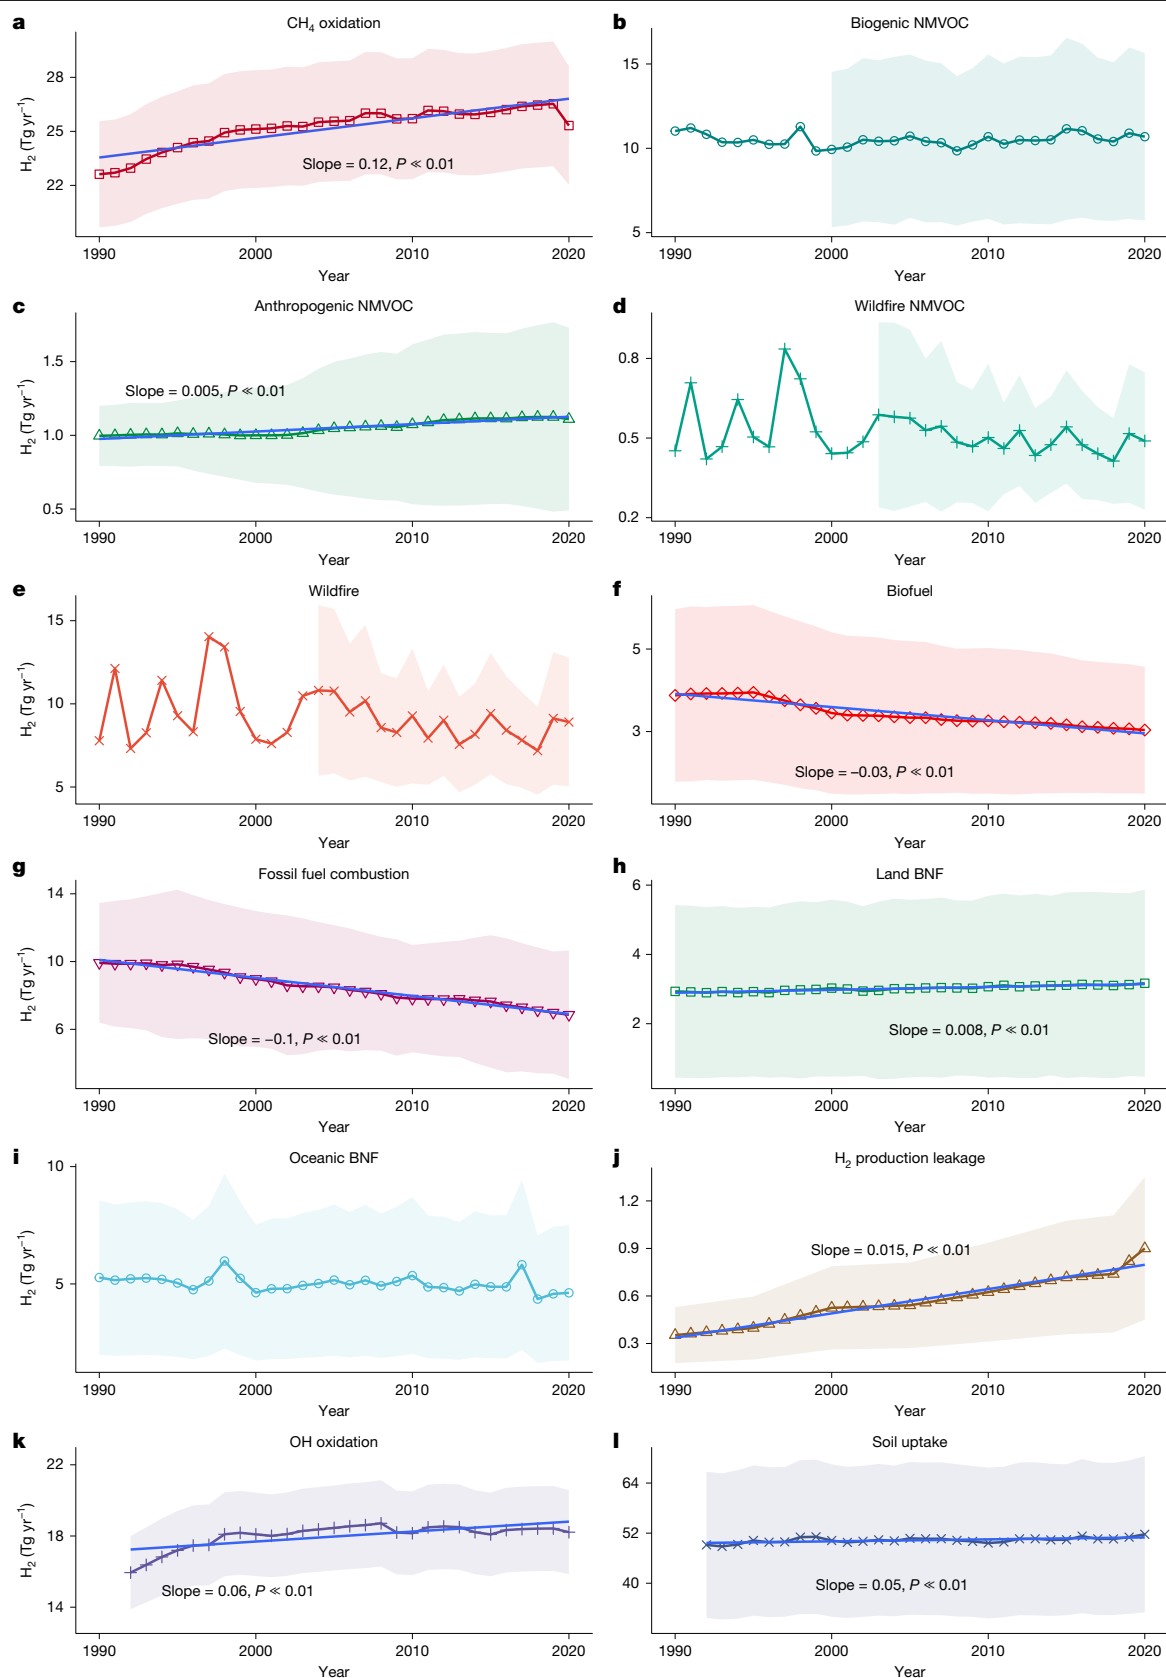 a
CH₄ oxidation
H₂ (Tg yr⁻¹)
28
25
22
Slope = 0.12, P ≪ 0.01
1990
2000
2010
2020
Year
b
Biogenic NMVOC
15
10
5
1990
2000
2010
2020
Year
c
Anthropogenic NMVOC
H₂ (Tg yr⁻¹)
1.5
1.0
0.5
Slope = 0.005, P ≪ 0.01
1990
2000
2010
2020
Year
d
Wildfire NMVOC
0.8
0.5
0.2
1990
2000
2010
2020
Year
e
Wildfire
H₂ (Tg yr⁻¹)
15
10
5
1990
2000
2010
2020
Year
f
Biofuel
5
3
Slope = −0.03, P ≪ 0.01
1990
2000
2010
2020
Year
g
Fossil fuel combustion
H₂ (Tg yr⁻¹)
14
10
6
Slope = −0.1, P ≪ 0.01
1990
2000
2010
2020
Year
h
Land BNF
6
4
2
Slope = 0.008, P ≪ 0.01
1990
2000
2010
2020
Year
i
Oceanic BNF
H₂ (Tg yr⁻¹)
10
5
1990
2000
2010
2020
Year
j
H₂ production leakage
1.2
0.9
0.6
0.3
Slope = 0.015, P ≪ 0.01
1990
2000
2010
2020
Year
k
OH oxidation
H₂ (Tg yr⁻¹)
22
18
14
Slope = 0.06, P ≪ 0.01
1990
2000
2010
2020
Year
l
Soil uptake
64
52
40
Slope = 0.05, P ≪ 0.01
1990
2000
2010
2020
Year